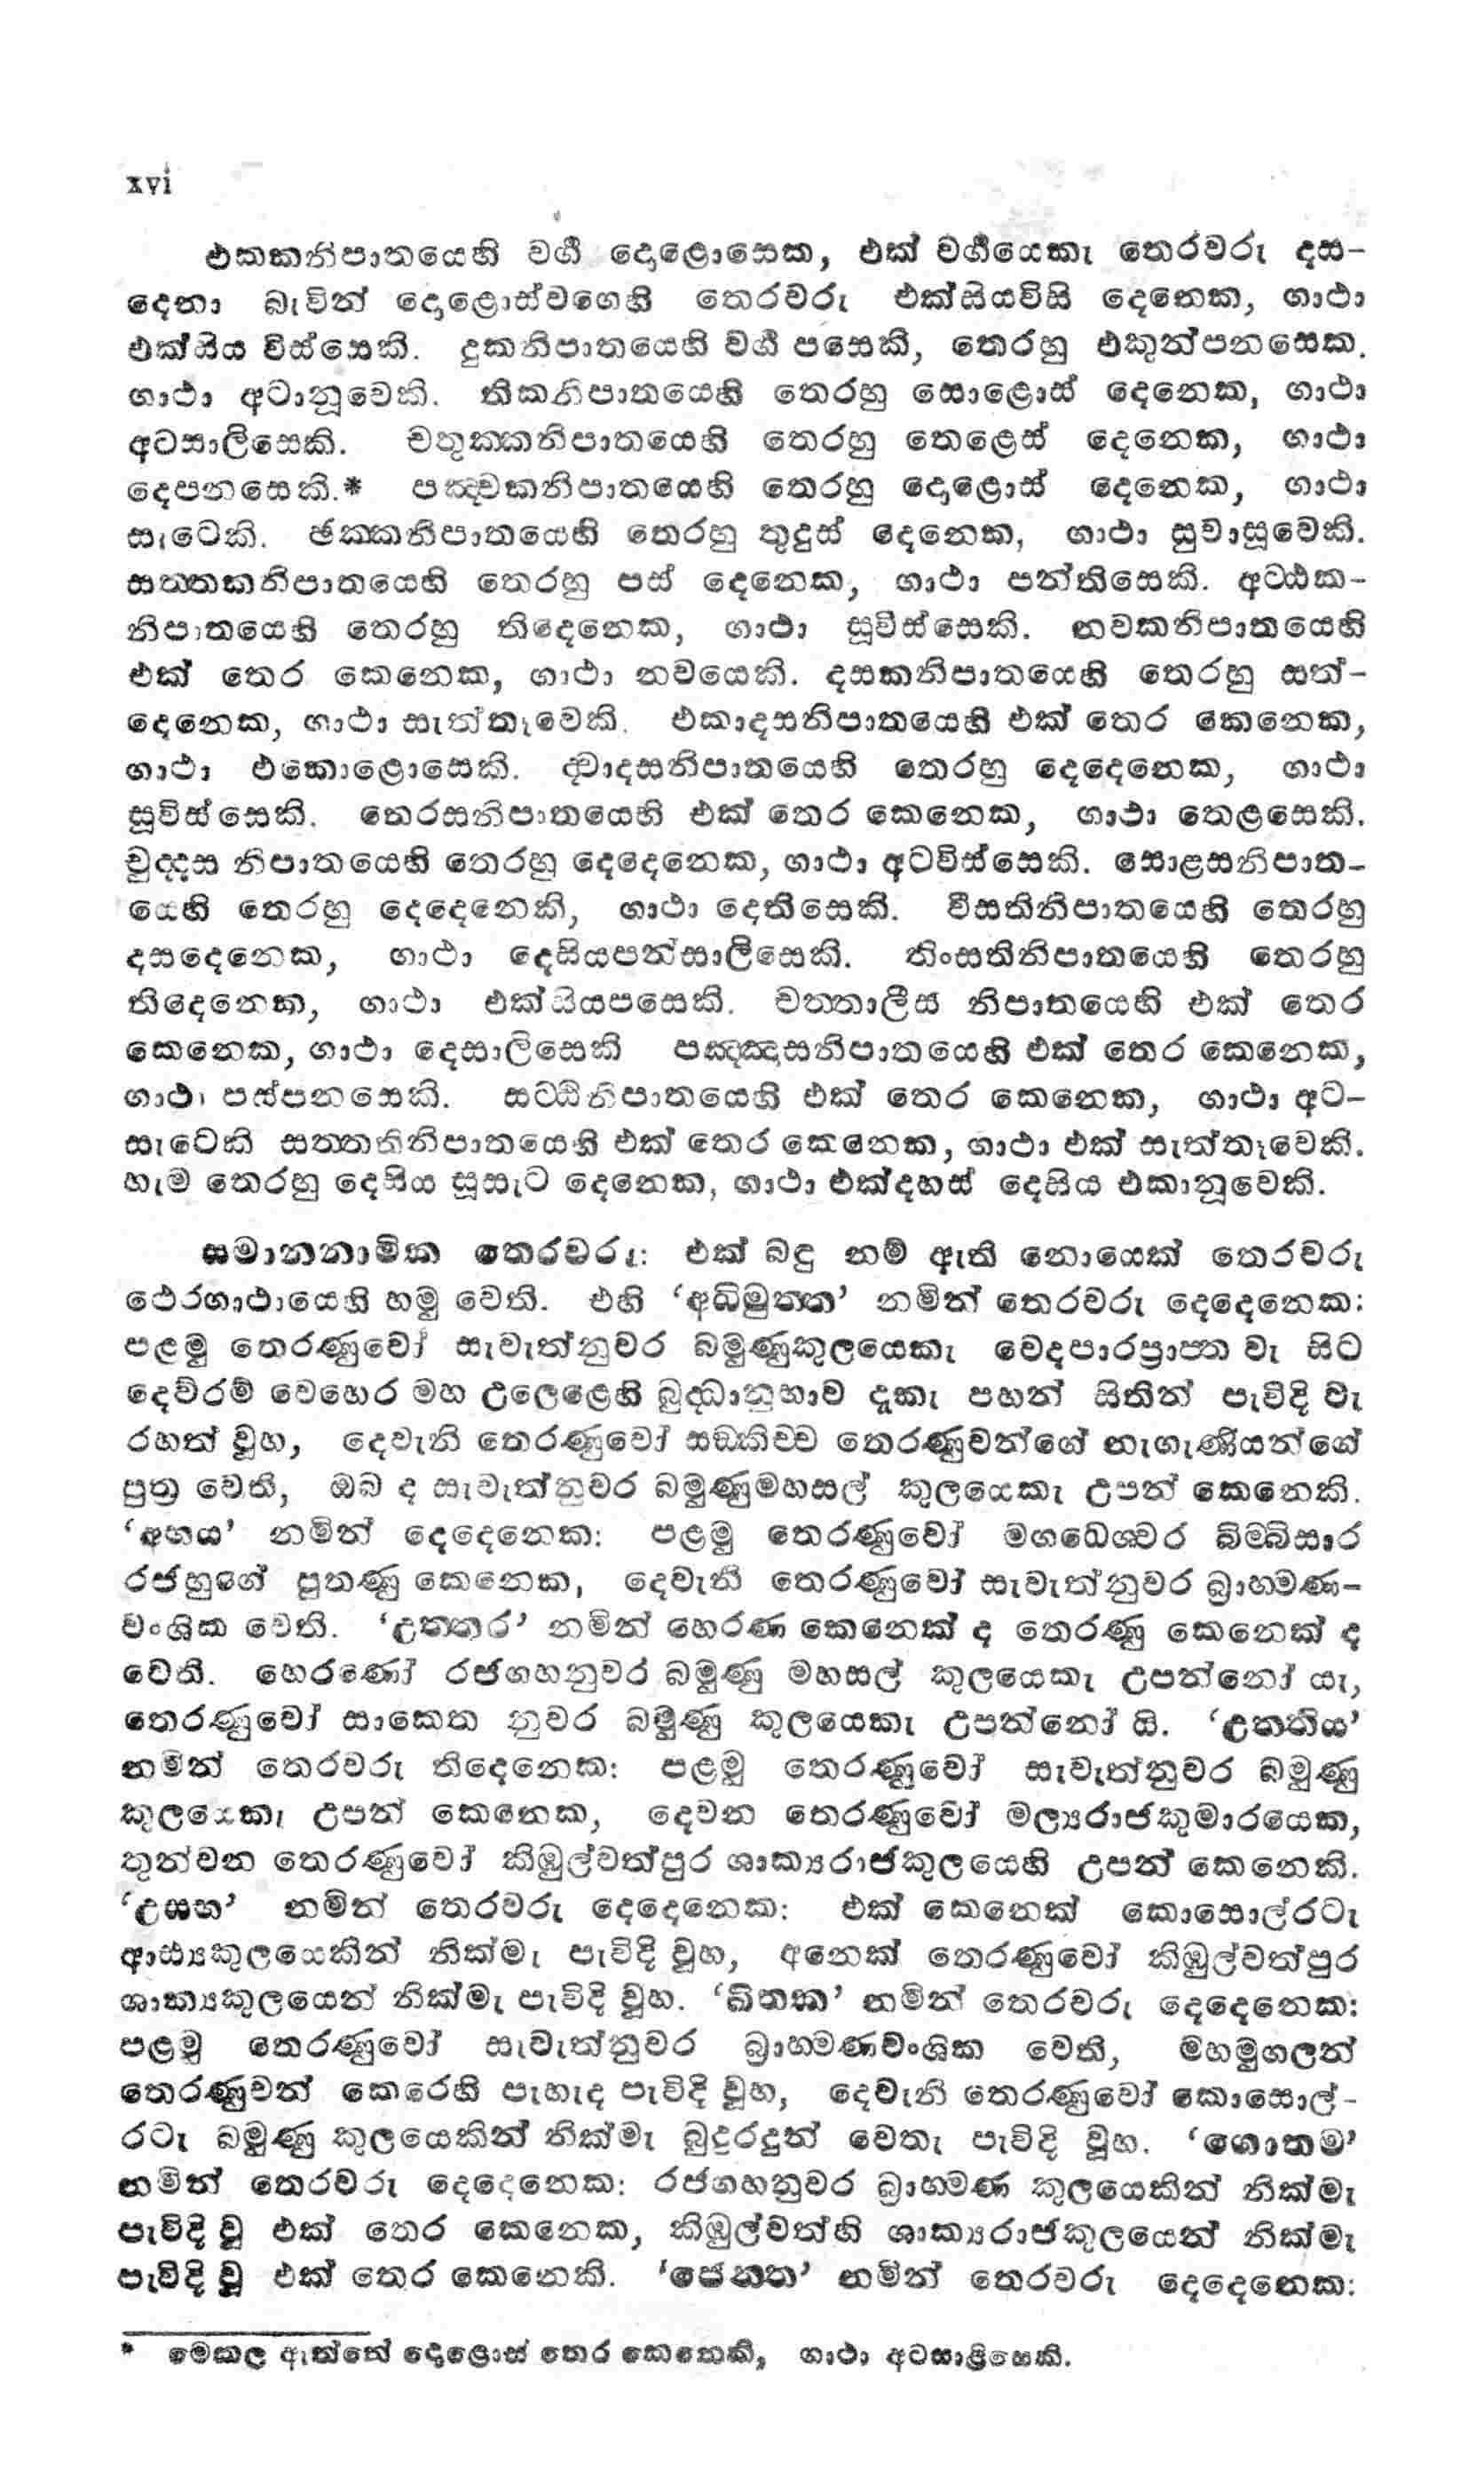 xvi
එකකනිපාතයෙහි වර්‍ග දොළොසෙක, එක් වර්‍ගයෙකැ තෙරවරු දස-
දෙනා බැවින් දොළොස්වගෙහි තෙරවරු එක්සියවිසි දෙනෙක, ගාථා
එක්සිය විස්සෙකි. දුකනිපාතයෙහි වර්‍ග පසෙකි, තෙරහු එකුන්පනසෙක.
ගාථා අටානූවෙකි. තිකනිපාතයෙහි තෙරහු සොළොස් දෙනෙක, ගාථා
අටසාලිසෙකි. චතුක්කනිපාතයෙහි තෙරහු තෙළෙස් දෙනෙක, ගාථා
දෙපනසෙකි.* පඤ්චකනිපාතයෙහි තෙරහු දොළොස් දෙනෙක, ගාථා
සැටෙකි. ඡක්කනිපාතයෙහි තෙරහු තුදුස් දෙනෙක, ගාථා සුවාසූවෙකි.
සත්තකනිපාතයෙහි තෙරහු පස් දෙනෙක, ගාථා පන්තිසෙකි. අට්ඨක-
නිපාතයෙහි තෙරහු තිදෙනෙක, ගාථා සූවිස්සෙකි. නවකනිපාතයෙහි
එක් තෙර කෙනෙක, ගාථා නවයෙකි. දසකනිපාතයෙහි තෙරහු සත්-
දෙනෙක, ගාථා සැත්තෑවෙකි. එකාදසනිපාතයෙහි එක් තෙර කෙනෙක,
ගාථා එකොළොසෙකි. ද්වාදසනිපාතයෙහි තෙරහු දෙදෙනෙක, ගාථා
සූවිස්සෙකි. තෙරසනිපාතයෙහි එක් තෙර කෙනෙක, ගාථා තෙළසෙකි.
චුද්දස නිපාතයෙහි තෙරහු දෙදෙනෙක, ගාථා අටවිස්සෙකි. සොළසනිපාත-
යෙහි තෙරහු දෙදෙනෙකි, ගාථා දෙතිසෙකි. වීසතිනිපාතයෙහි තෙරහු
දසදෙනෙක, ගාථා දෙසියපන්සාලිසෙකි. තිංසතිනිපාතයෙහි තෙරහු
තිදෙනෙක, ගාථා එක්සියපසෙකි. චත්තාලීස නිපාතයෙහි එක් තෙර
කෙනෙක, ගාථා දෙසාලිසෙකි පඤ්ඤාසනිපාතයෙහි එක් තෙර කෙනෙක,
ගාථා පස්පනසෙකි. සට්ඨිනිපාතයෙහි එක් තෙර කෙනෙක, ගාථා අට-
සැටෙකි සත්තතිනිපාතයෙහි එක් තෙර කෙනෙක, ගාථා එක් සැත්තෑවෙකි.
හැම තෙරහු දෙසිය සූසැට දෙනෙක, ගාථා එක්දහස් දෙසිය එකානූවෙකි.
සමානනාමික තෙරවරු: එක් බඳු නම් ඇති නොයෙක් තෙරවරු
ථෙරගාථායෙහි හමු වෙති. එහි ‘අධිමුත්ත’ නමින් තෙරවරු දෙදෙනෙක:
පළමු තෙරණුවෝ සැවැත්නුවර බමුණුකුලයෙකැ වෙදපාරප්‍රාප්ත වැ සිට
දෙව්රම් වෙහෙර මහ උලෙළෙහි බුද්ධානුභාව දැකැ පහන් සිතින් පැවිදි වැ
රහත් වූහ, දෙවැනි තෙරණුවෝ සඞ්කිච්ච තෙරණුවන්ගේ නැගැණියන්ගේ
පුත්‍ර වෙති, ඔබ ද සැවැත්නුවර බමුණුමහසල් කුලයෙකැ උපන් කෙනෙකි.
‘අභය’ නමින් දෙදෙනෙක: පළමු තෙරණුවෝ මගධෙශ්වර බිම්බිසාර
රජහුගේ පුතණු කෙනෙක, දෙවැනි තෙරණුවෝ සැවැත්නුවර බ්‍රාහ්මණ-
වංශික වෙති. ‘උත්තර’ නමින් හෙරණ කෙනෙක් ද තෙරණු කෙනෙක් ද
වෙති. හෙරණෝ රජගහනුවර බමුණු මහසල් කුලයෙකැ උපන්නෝ යැ,
තෙරණුවෝ සාකෙත නුවර බමුණු කුලයෙකැ උපන්නෝ යි. ‘උත්තිය’
නමින් තෙරවරු තිදෙනෙක: පළමු තෙරණුවෝ සැවැත්නුවර බමුණු
කුලයෙකැ උපන් කෙනෙක, දෙවන තෙරණුවෝ මල්‍යරාජකුමාරයෙක,
තුන්වන තෙරණුවෝ කිඹුල්වත්පුර ශාක්‍යරාජකුලයෙහි උපන් කෙනෙකි.
‘උසභ’ නමින් තෙරවරු දෙදෙනෙක: එක් කෙනෙක් කොසොල්රටැ
ආඪ්‍යකුලයෙකින් නික්මැ පැවිදි වූහ, අනෙක් තෙරණුවෝ කිඹුල්වත්පුර
ශාක්‍යකුලයෙන් නික්මැ පැවිදි වූහ. ‘ඛිතක’ නමින් තෙරවරු දෙදෙනෙක:
පළමු තෙරණුවෝ සැවැත්නුවර බ්‍රාහ්මණවංශික වෙති, මහමුගලන්
තෙරණුවන් කෙරෙහි පැහැද පැවිදි වූහ, දෙවැනි තෙරණුවෝ කොසොල්-
රටැ බමුණු කුලයෙකින් නික්මැ බුදුරදුන් වෙතැ පැවිදි වූහ. ‘ගොතම’
නමින් තෙරවරු දෙදෙනෙක: රජගහනුවර බ්‍රාහ්මණ කුලයෙකින් නික්මැ
පැවිදි වූ එක් තෙර කෙනෙක, කිඹුල්වත්හි ශාක්‍යරාජකුලයෙන් නික්මැ
පැවිදි වූ එක් තෙර කෙනෙකි. ‘ජෙන්ත’ නමින් තෙරවරු දෙදෙනෙක:
* මෙකල ඇත්තේ දොළොස් තෙර කෙනෙකි, ගාථා අටසාළිසෙකි.